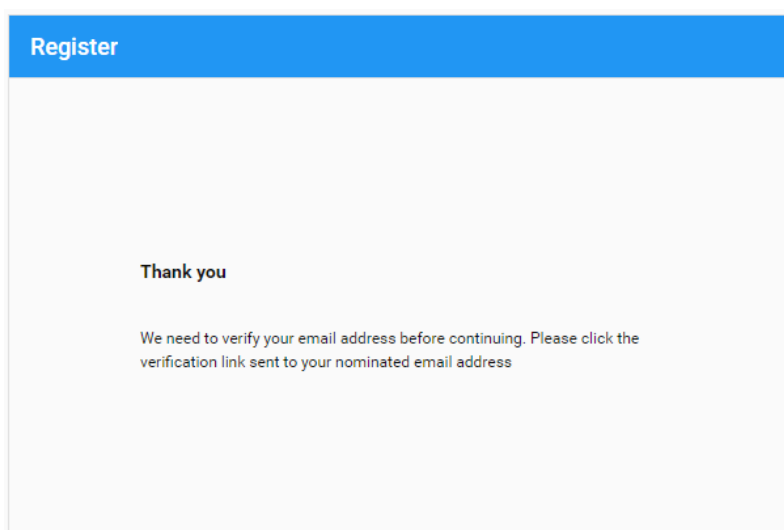 Register
Thank you
We need to verify your email address before continuing. Please click the
verification link sent to your nominated email address